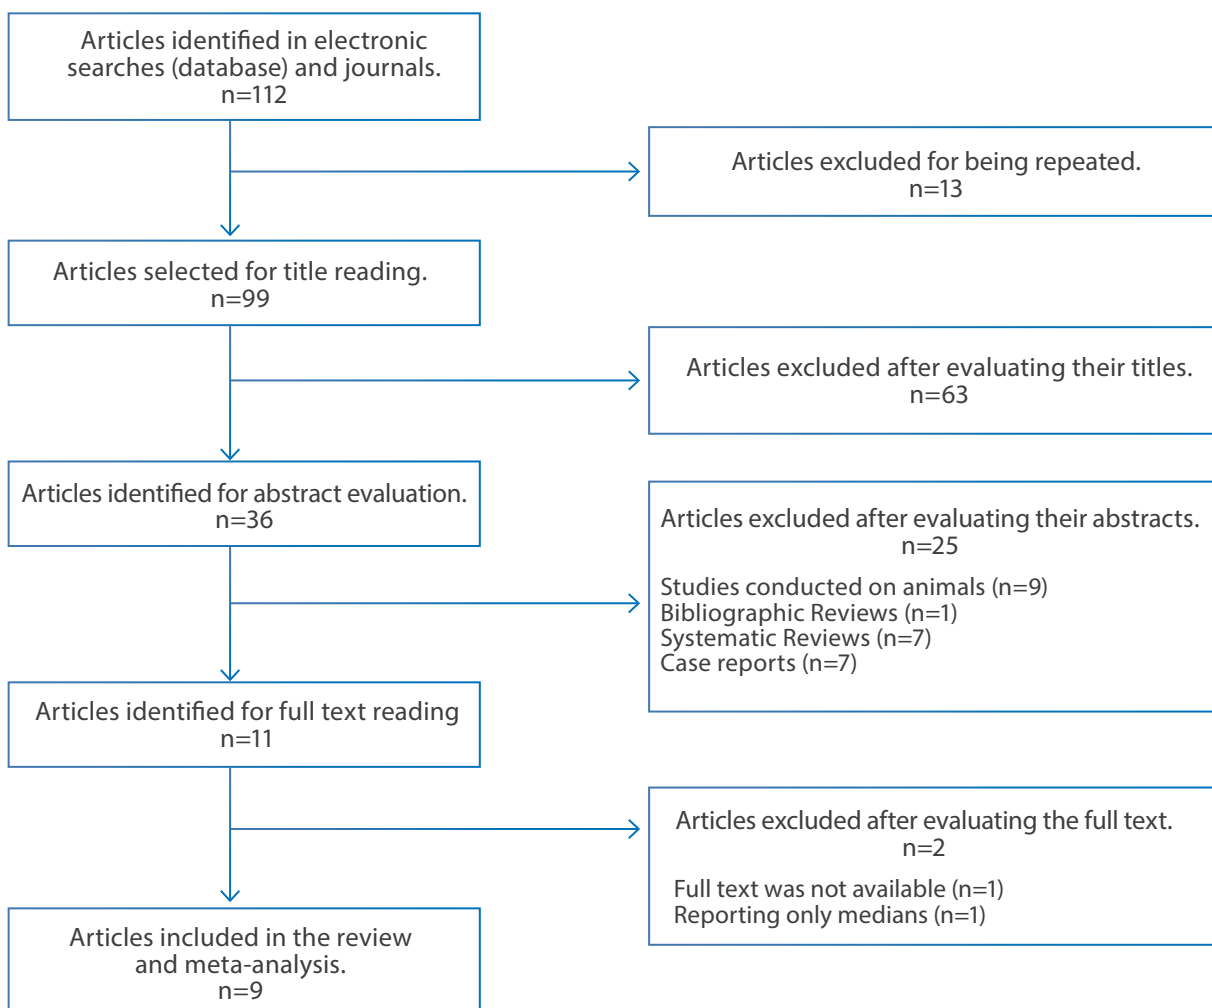 Articles identified in electronic
searches (database) and journals.
n=112
Articles excluded for being repeated.
n=13
Articles selected for title reading.
n=99
Articles excluded after evaluating their titles.
n=63
Articles identified for abstract evaluation.
n=36
Articles excluded after evaluating their abstracts.
n=25
Studies conducted on animals (n=9)
Bibliographic Reviews (n=1)
Systematic Reviews (n=7)
Case reports (n=7)
Articles identified for full text reading
n=11
Articles excluded after evaluating the full text.
n=2
Full text was not available (n=1)
Reporting only medians (n=1)
Articles included in the review
and meta-analysis.
n=9